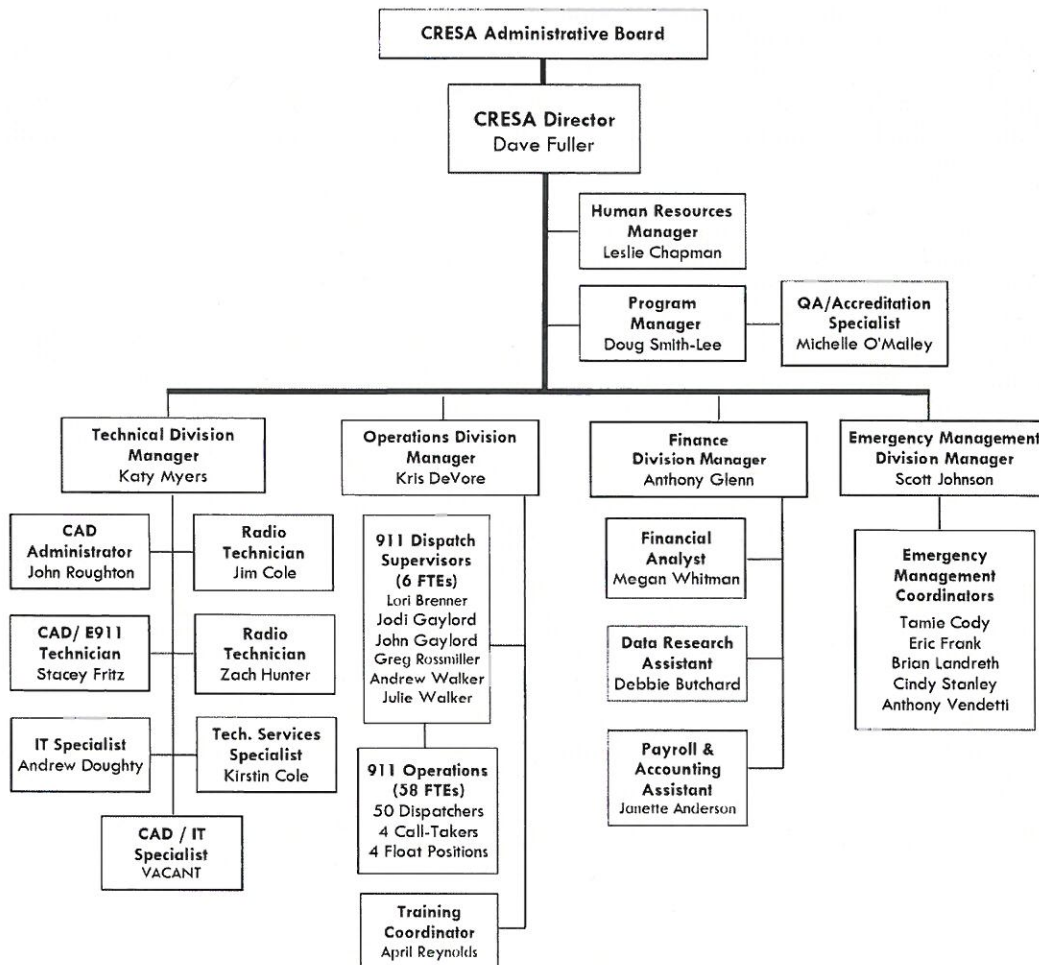 CRESA Administrative Board
CRESA Director
Dave Fuller
Human Resources
Manager
Leslie Chapman
Program
Manager
Doug Smith-Lee
QA/Accreditation
Specialist
Michelle O'Malley
Technical Division
Manager
Katy Myers
Operations Division
Manager
Kris DeVore
Finance
Division Manager
Anthony Glenn
Emergency Management
Division Manager
Scott Johnson
CAD
Administrator
John Roughton
Radio
Technician
Jim Cole
CAD/ E911
Technician
Stacey Fritz
Radio
Technician
Zach Hunter
IT Specialist
Andrew Doughty
Tech. Services
Specialist
Kirstin Cole
CAD / IT
Specialist
VACANT
911 Dispatch
Supervisors
(6 FTEs)
Lori Brenner
Jodi Gaylord
John Gaylord
Greg Rossmiller
Andrew Walker
Julie Walker
911 Operations
(58 FTEs)
50 Dispatchers
4 Call-Takers
4 Float Positions
Training
Coordinator
April Reynolds
Financial
Analyst
Megan Whitman
Data Research
Assistant
Debbie Butchard
Payroll &
Accounting
Assistant
Janette Anderson
Emergency
Management
Coordinators
Tamie Cody
Eric Frank
Brian Landreth
Cindy Stanley
Anthony Vendetti